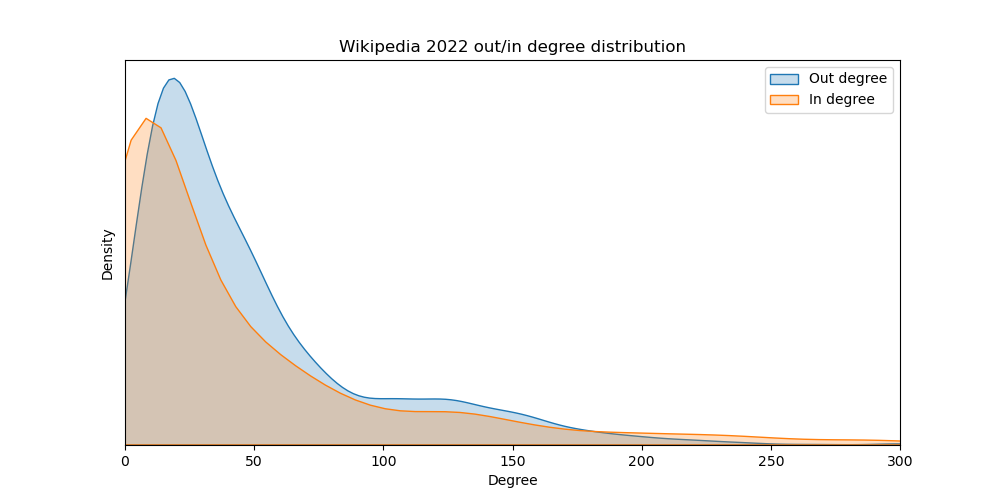 Wikipedia 2022 out/in degree distribution
Out degree
In degree
Density
0 50 100 150 200 250 300
Degree